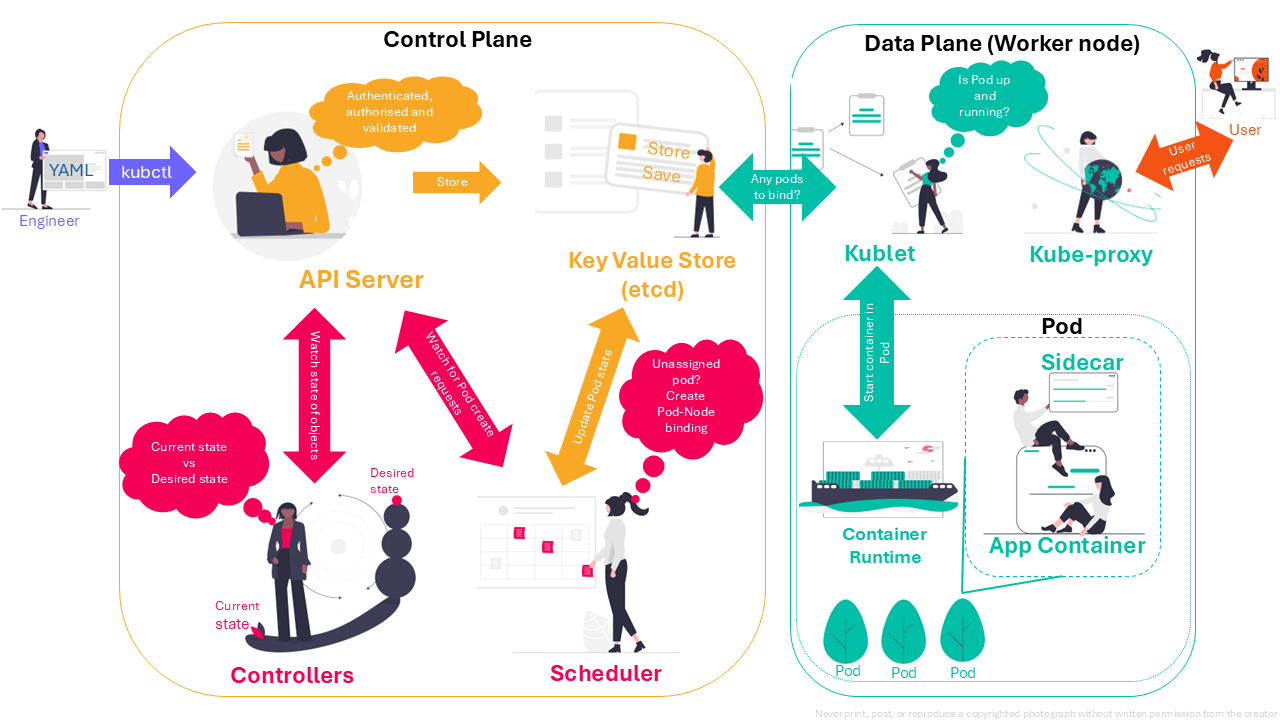 Control Plane
Data Plane (Worker node)
Authenticated,
authorised and
validated
Is Pod up
and
running?
YAML
kubctl
Engineer
Store
Store
Save
Any pods
to bind?
User
User
requests
API Server
Key Value Store
(etcd)
Kublet
Kube-proxy
Watch state of objects
Watch for Pod create
requests
Update Pod state
Unassigned
pod?
Create
Pod-Node
binding
Start container in
Pod
Pod
Sidecar
App Container
Container
Runtime
Current state
vs
Desired state
Desired
state
Current
state
Controllers
Scheduler
Pod
Pod
Pod
Never print, post, or reproduce a copyrighted photograph without written permission from the creator